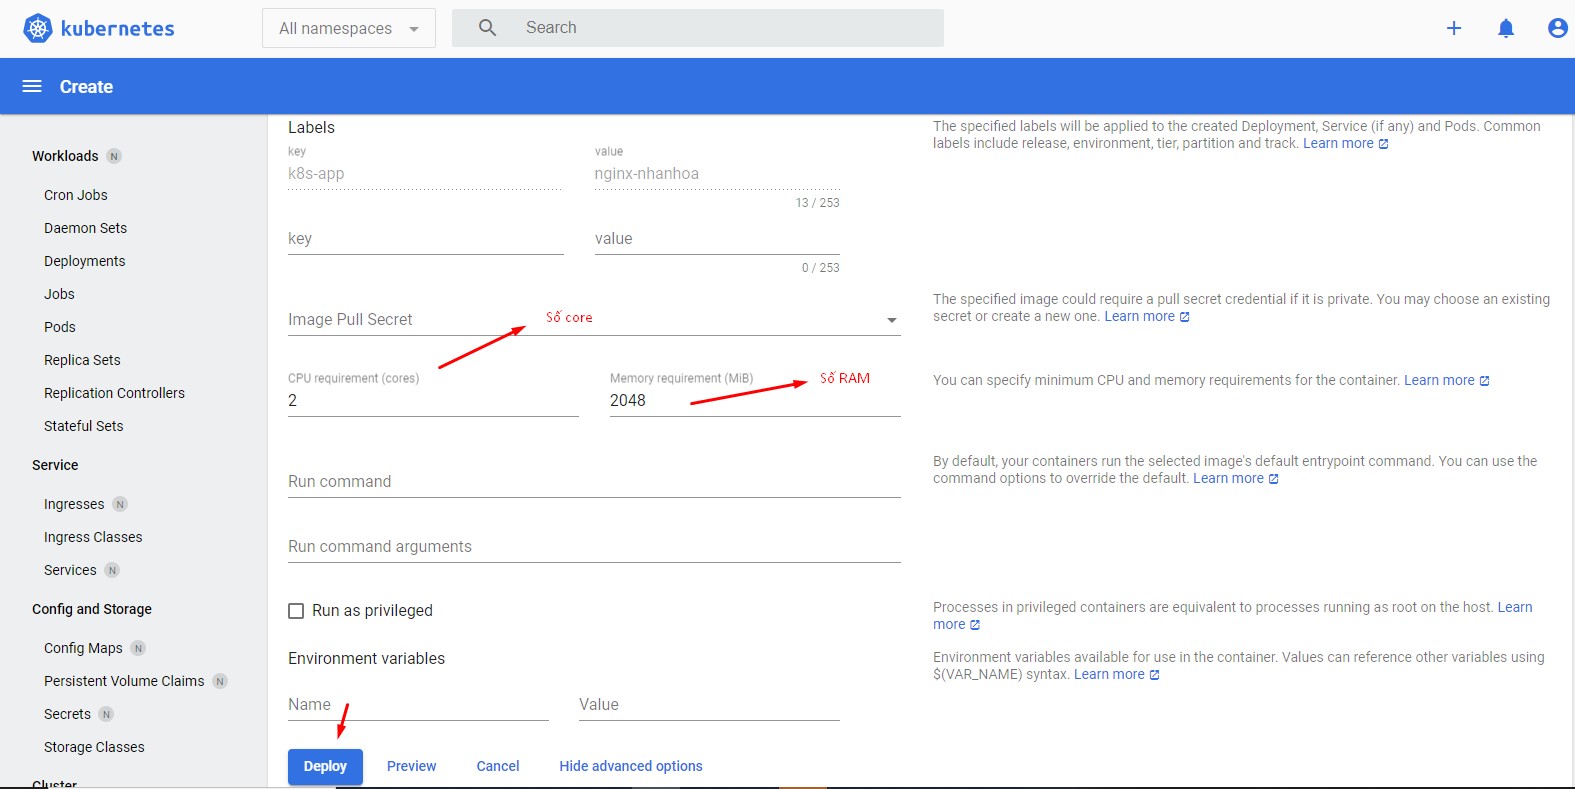 kubernetes
All namespaces
Search
Create
Workloads N
Cron Jobs
Daemon Sets
Deployments
Jobs
Pods
Replica Sets
Replication Controllers
Stateful Sets
Service
Ingresses N
Ingress Classes
Services N
Config and Storage
Config Maps N
Persistent Volume Claims N
Secrets N
Storage Classes
Cluster
Labels
key value
k8s-app nginx-nhanhoa
13 / 253
key value
0 / 253
Image Pull Secret
Số core
CPU requirement (cores) Memory requirement (MiB)
Số RAM
2 2048
Run command
Run command arguments
Run as privileged
Environment variables
Name Value
Deploy Preview Cancel Hide advanced options
The specified labels will be applied to the created Deployment, Service (if any) and Pods. Common
labels include release, environment, tier, partition and track. Learn more
The specified image could require a pull secret credential if it is private. You may choose an existing
secret or create a new one. Learn more
You can specify minimum CPU and memory requirements for the container. Learn more
By default, your containers run the selected image's default entrypoint command. You can use the
command options to override the default. Learn more
Processes in privileged containers are equivalent to processes running as root on the host. Learn
more
Environment variables available for use in the container. Values can reference other variables using
$(VAR_NAME) syntax. Learn more